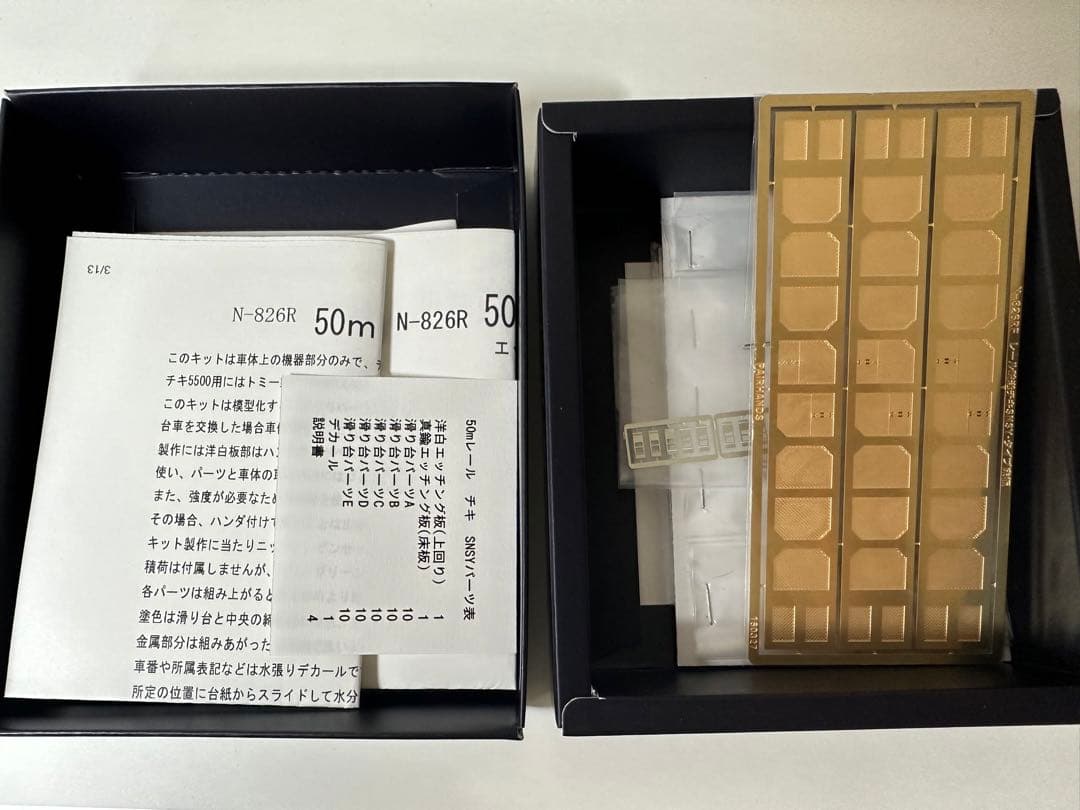 3/13
N-826R 50m
このキットは車体上の機器部分のみで、
チキ5500用にはトミー
このキットは模型化す
台車を交換した場合車
製作には洋白板部はハン
使い、パーツと車体の
また、強度が必要なため
その場合、ハンダ付けで
キット製作に当たりニッ
積荷は付属しませんが、
各パーツは組み上がると
塗色は滑り台と中央の
金属部分は組みあがった
車番や所属表記などは水張りデカールで
所定の位置に台紙からスライドして水分
N-826R 50
50mレール チキ SNSYパーツ表
洋白エッチング板(上回り) 1
真鍮エッチング板(床板) 1
滑り台パーツA 10
滑り台パーツB 10
滑り台パーツC 10
滑り台パーツD 10
滑り台パーツE 10
デカール 1
説明書 4
FAIRHANDS